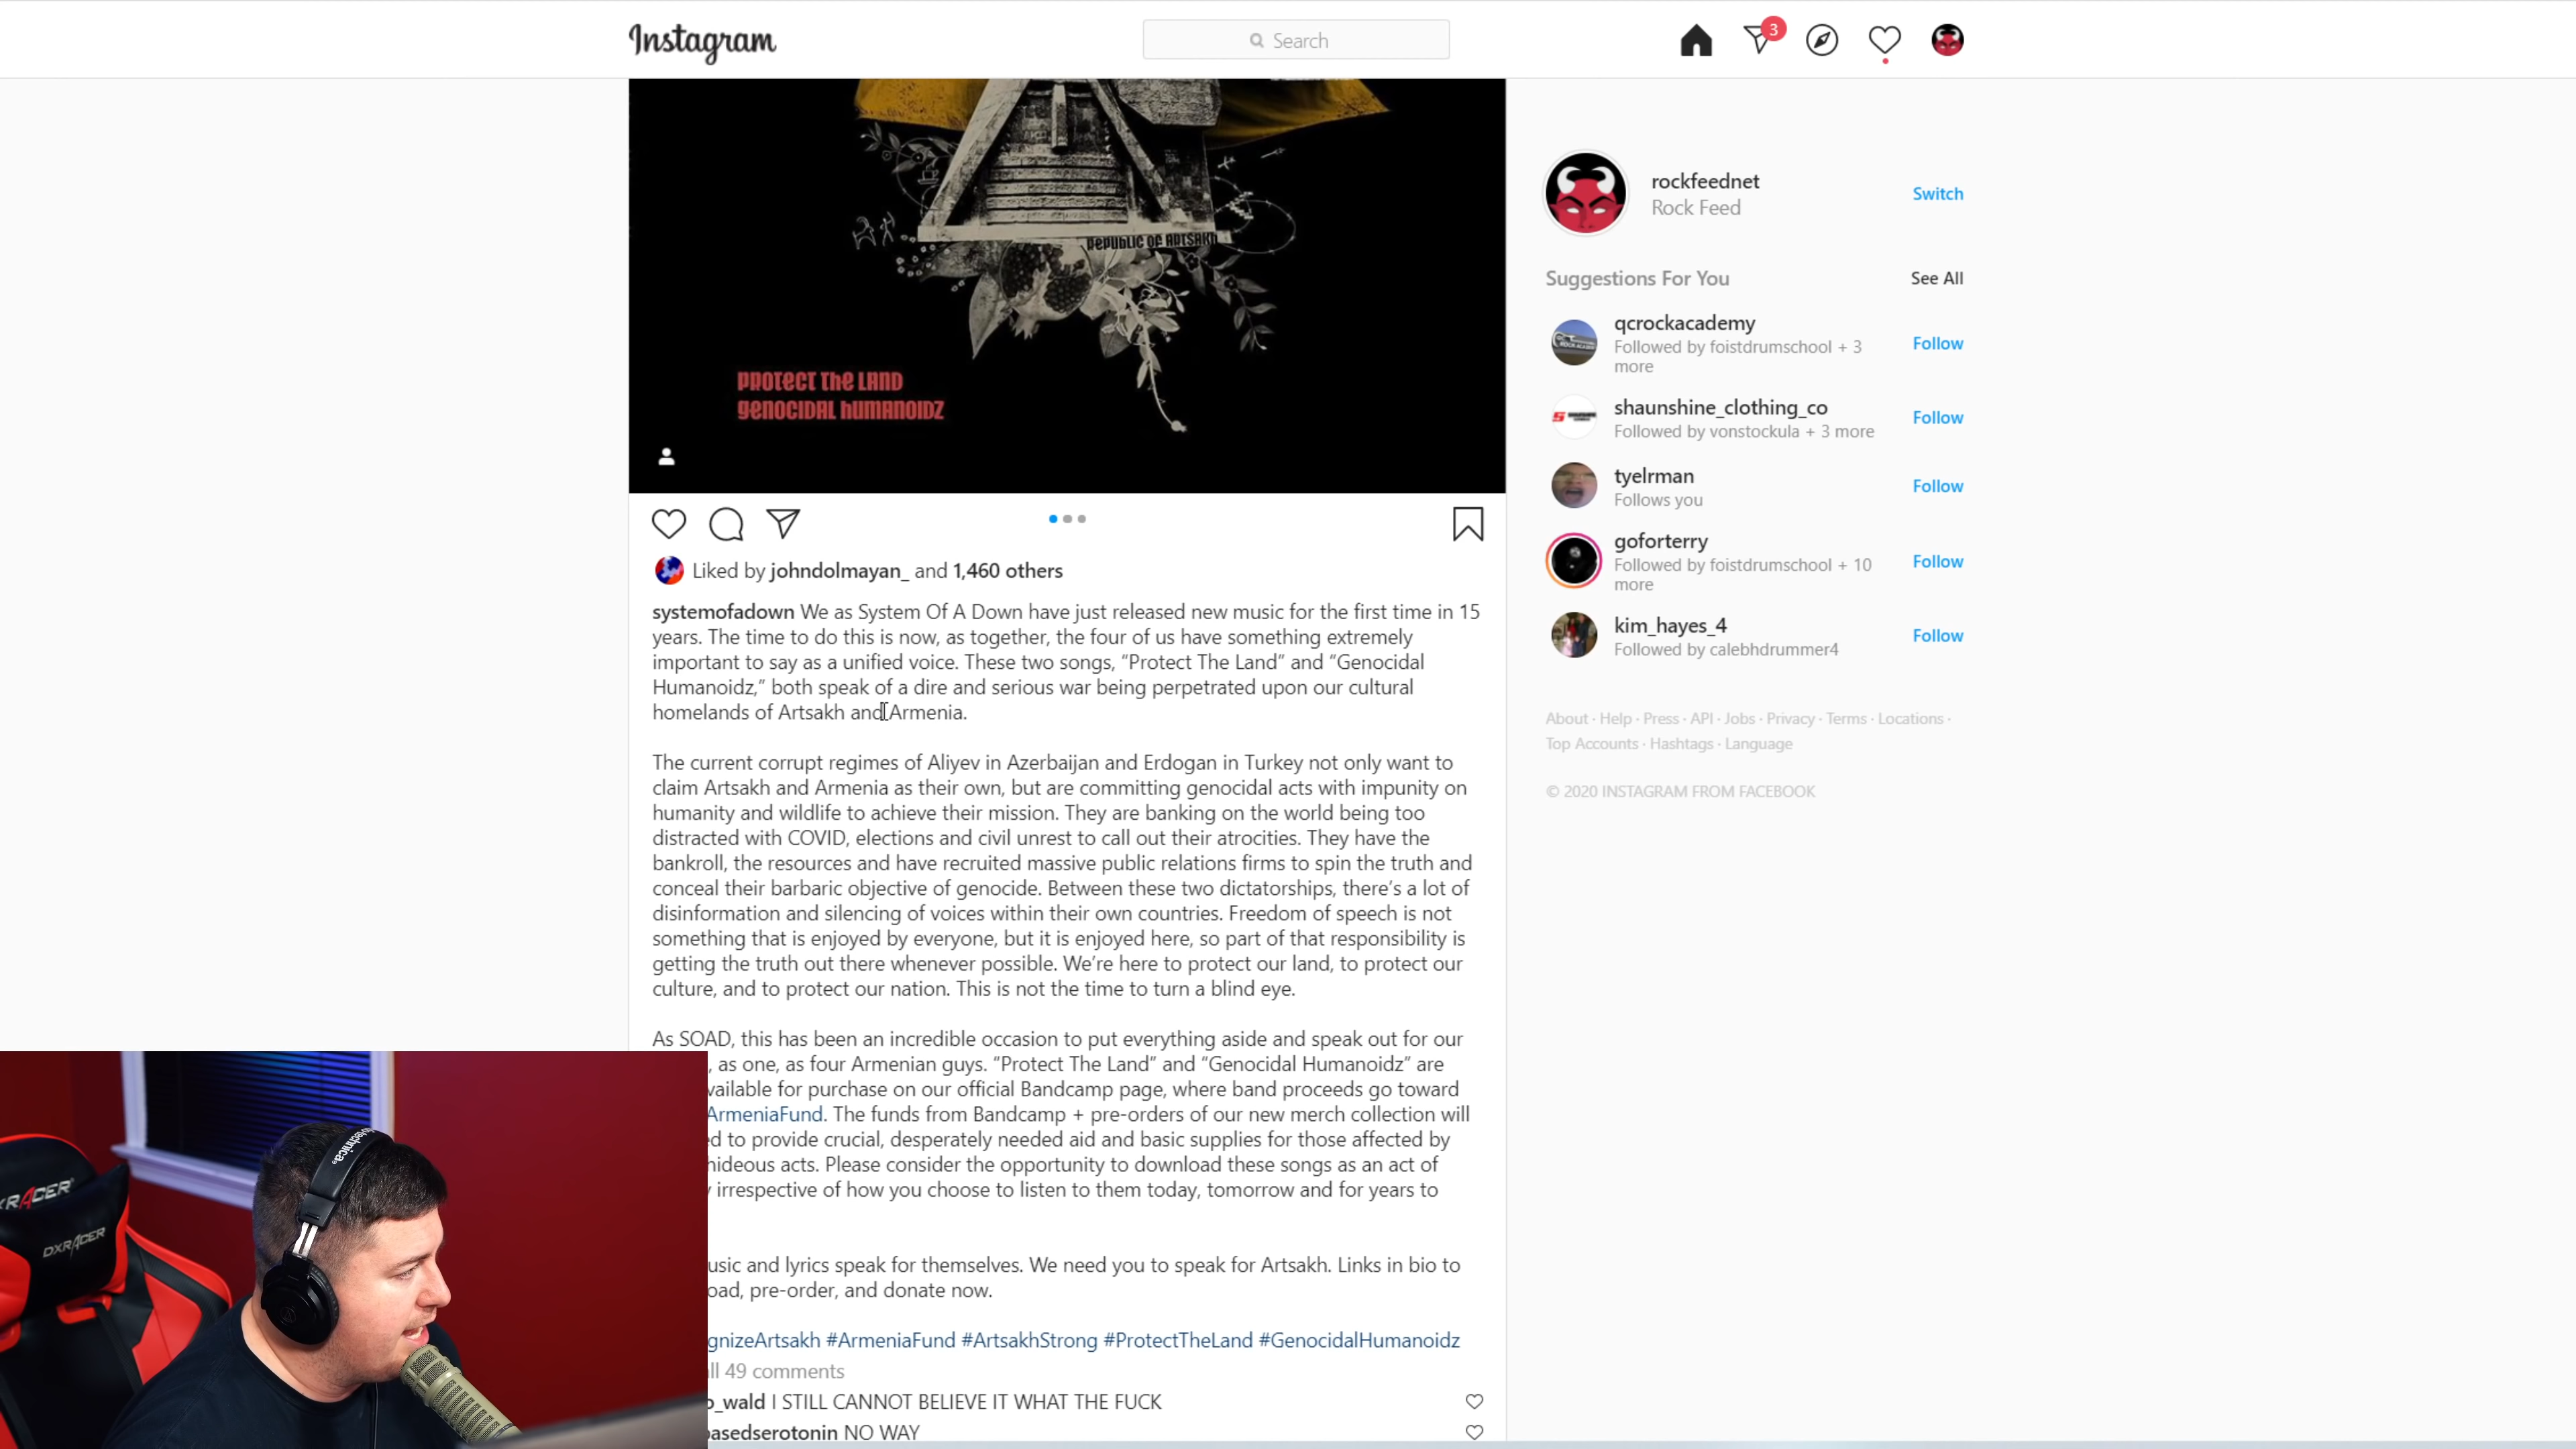 Instagram
Search
3
REPUBLIC OF ARTSAKH
PROTECT THE LAND
GENOCIDAL HUMANOIDZ
Liked by johndolmayan_ and 1,460 others
systemofadown We as System Of A Down have just released new music for the first time in 15
years. The time to do this is now, as together, the four of us have something extremely
important to say as a unified voice. These two songs, “Protect The Land” and “Genocidal
Humanoidz,” both speak of a dire and serious war being perpetrated upon our cultural
homelands of Artsakh and Armenia.
The current corrupt regimes of Aliyev in Azerbaijan and Erdogan in Turkey not only want to
claim Artsakh and Armenia as their own, but are committing genocidal acts with impunity on
humanity and wildlife to achieve their mission. They are banking on the world being too
distracted with COVID, elections and civil unrest to call out their atrocities. They have the
bankroll, the resources and have recruited massive public relations firms to spin the truth and
conceal their barbaric objective of genocide. Between these two dictatorships, there’s a lot of
disinformation and silencing of voices within their own countries. Freedom of speech is not
something that is enjoyed by everyone, but it is enjoyed here, so part of that responsibility is
getting the truth out there whenever possible. We’re here to protect our land, to protect our
culture, and to protect our nation. This is not the time to turn a blind eye.
As SOAD, this has been an incredible occasion to put everything aside and speak out for our
, as one, as four Armenian guys. “Protect The Land” and “Genocidal Humanoidz” are
vailable for purchase on our official Bandcamp page, where band proceeds go toward
ArmeniaFund. The funds from Bandcamp + pre-orders of our new merch collection will
ed to provide crucial, desperately needed aid and basic supplies for those affected by
hideous acts. Please consider the opportunity to download these songs as an act of
y irrespective of how you choose to listen to them today, tomorrow and for years to
usic and lyrics speak for themselves. We need you to speak for Artsakh. Links in bio to
oad, pre-order, and donate now.
gnizeArtsakh #ArmeniaFund #ArtsakhStrong #ProtectTheLand #GenocidalHumanoidz
ll 49 comments
o_wald I STILL CANNOT BELIEVE IT WHAT THE FUCK
asedserotonin NO WAY
rockfeednet
Rock Feed
Switch
Suggestions For You
See All
qcrockacademy
Followed by foistdrumschool + 3
more
Follow
shaunshine_clothing_co
Followed by vonstockula + 3 more
Follow
tyelrman
Follows you
Follow
goforterry
Followed by foistdrumschool + 10
more
Follow
kim_hayes_4
Followed by calebhdrummer4
Follow
About · Help · Press · API · Jobs · Privacy · Terms · Locations ·
Top Accounts · Hashtags · Language
© 2020 INSTAGRAM FROM FACEBOOK
DXRACER